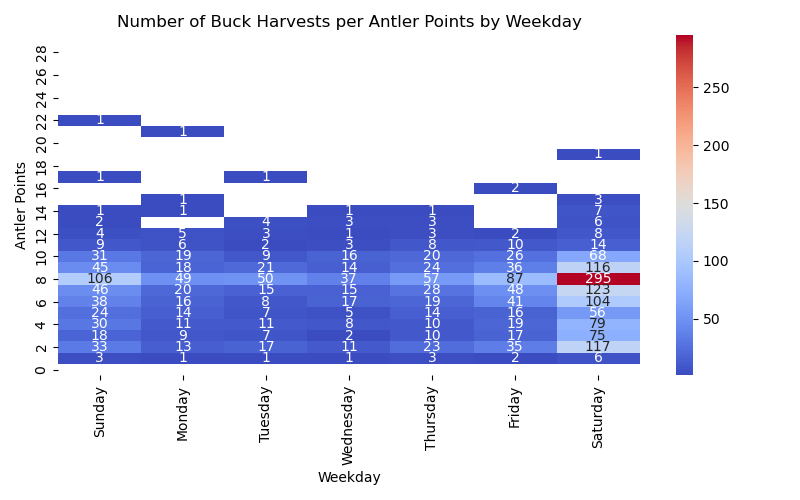 Number of Buck Harvests per Antler Points by Weekday
28
26
24
22 1
1
20
1
18
1 1
16 2
1 3
14 1 1 1 1 7
2 4 3 3 6
12 4 5 3 1 3 2 8
9 6 2 3 8 10 14
10 31 19 9 16 20 26 68
45 18 21 14 24 36 116
8 106 49 50 37 57 87 295
46 20 15 15 18 48 123
6 38 16 8 17 19 41 104
24 14 7 5 14 16 56
4 30 11 11 8 10 19 79
18 9 7 2 10 17 75
2 33 13 17 11 23 35 117
3 1 1 1 3 2 6
0
Antler Points
Sunday
Monday
Tuesday
Wednesday
Thursday
Friday
Saturday
Weekday
250
200
150
100
50